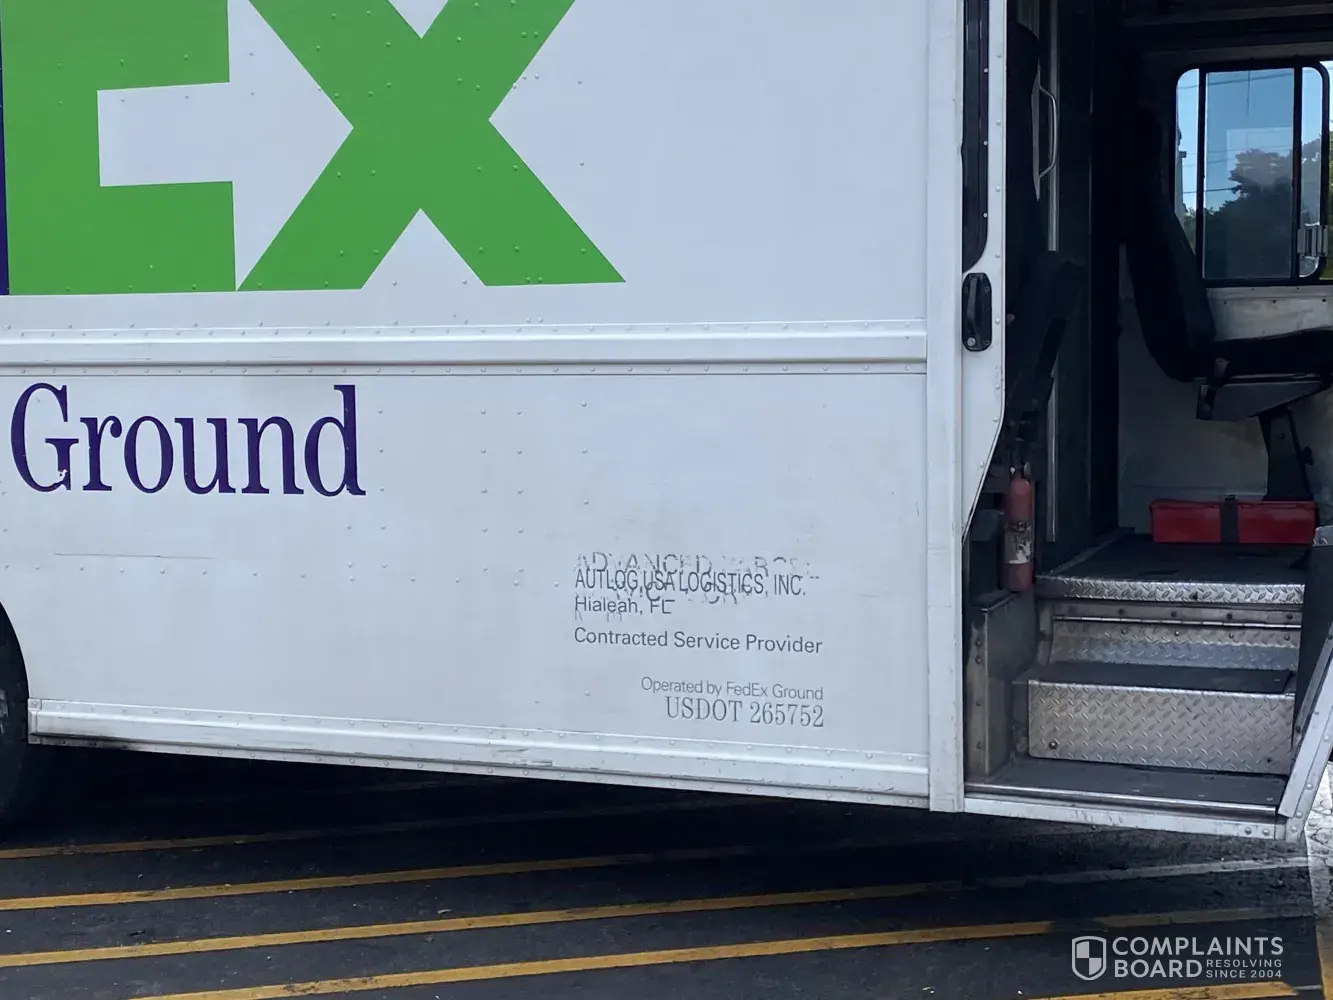 Ex
Ground
AUTLOG USA LOGISTICS, INC.
Hialeah, FL
Contracted Service Provider
Operated by FedEx Ground
USDOT 265752
COMPLAINTS
BOARD RESOLVING
SINCE 2004